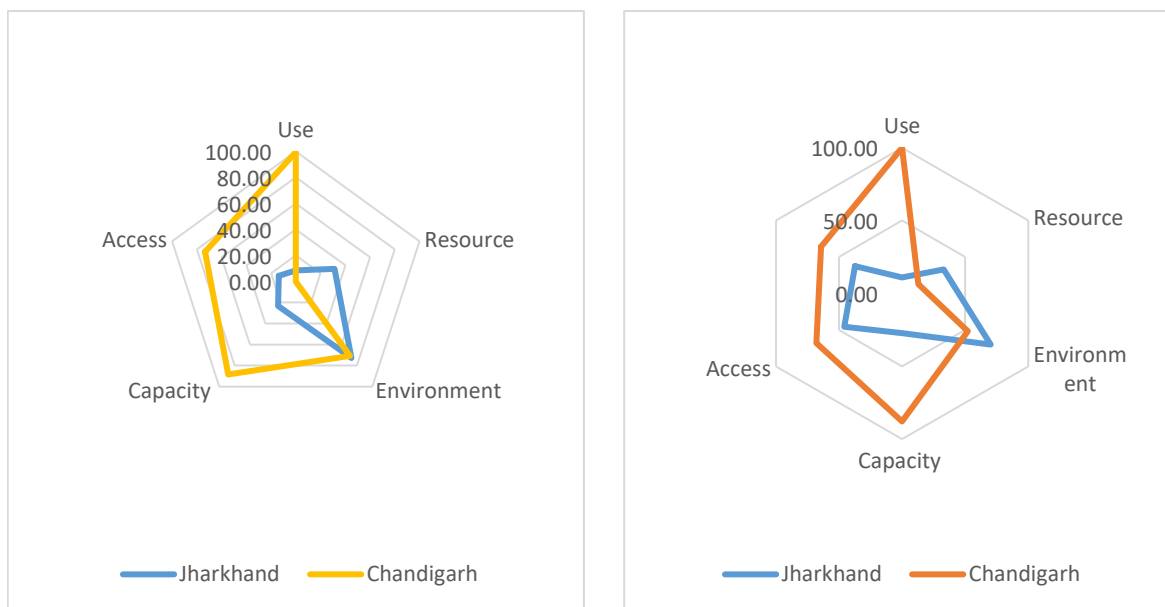 Use
100.00
80.00
60.00
40.00
20.00
0.00
Access
Resource
Capacity
Environment
Jharkhand
Chandigarh
Use
100.00
50.00
0.00
Resource
Environm
ent
Access
Capacity
Jharkhand
Chandigarh